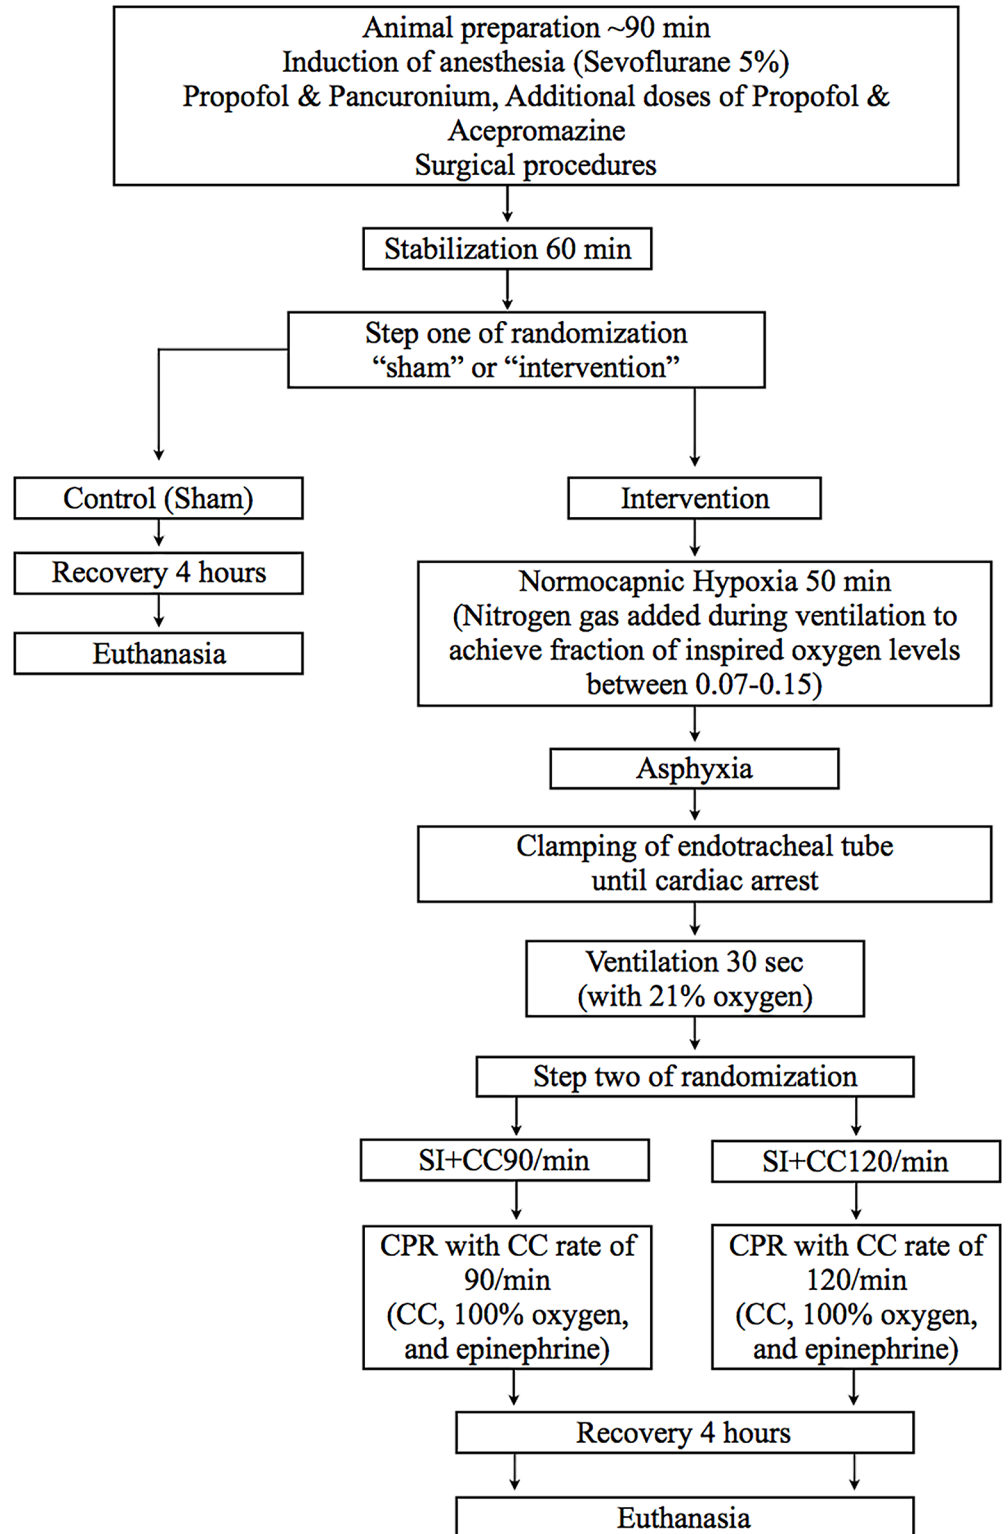 Animal preparation ~90 min
Induction of anesthesia (Sevoflurane 5%)
Propofol & Pancuronium, Additional doses of Propofol &
Acepromazine
Surgical procedures
Stabilization 60 min
Step one of randomization
“sham” or “intervention”
Control (Sham)
Recovery 4 hours
Euthanasia
Intervention
Normocapnic Hypoxia 50 min
(Nitrogen gas added during ventilation to
achieve fraction of inspired oxygen levels
between 0.07-0.15)
Asphyxia
Clamping of endotracheal tube
until cardiac arrest
Ventilation 30 sec
(with 21% oxygen)
Step two of randomization
SI+CC90/min
CPR with CC rate of
90/min
(CC, 100% oxygen,
and epinephrine)
SI+CC120/min
CPR with CC rate of
120/min
(CC, 100% oxygen,
and epinephrine)
Recovery 4 hours
Euthanasia